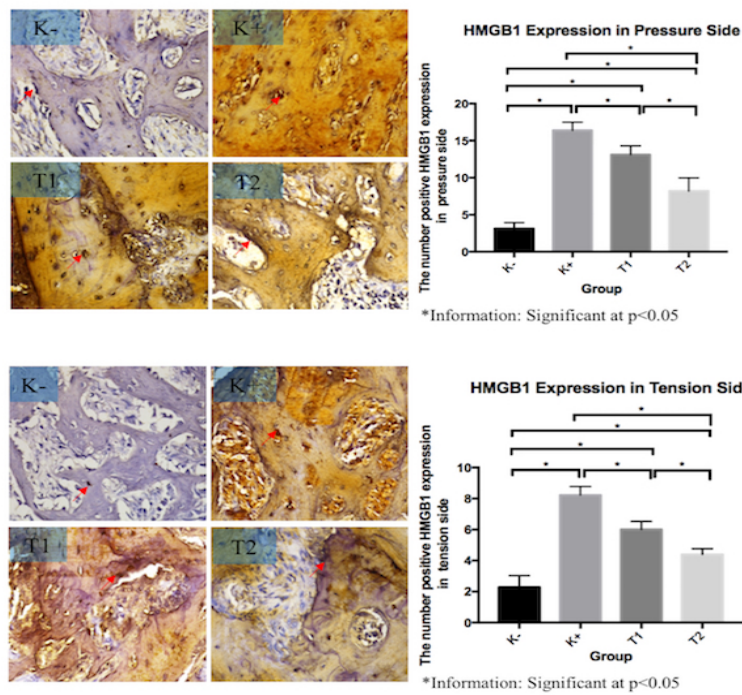 K-
K+
T1
T2
HMGB1 Expression in Pressure Side
The number positive HMGB1 expression
in pressure side
20
15
10
5
0
* *
*
* * *
K- K+ T1 T2
Group
*Information: Significant at p<0.05
K-
K+
T1
T2
HMGB1 Expression in Tension Sid
The number positive HMGB1 expression
in tension side
10
8
6
4
2
0
*
*
*
* * *
K- K+ T1 T2
Group
*Information: Significant at p<0.05